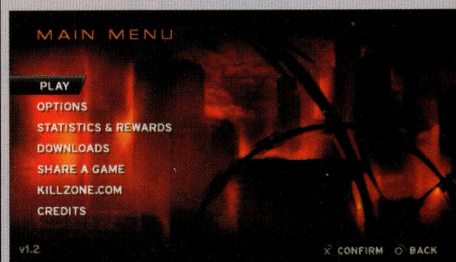 MAIN MENU
PLAY
OPTIONS
STATISTICS & REWARDS
DOWNLOADS
SHARE A GAME
KILLZONE.COM
CREDITS
v1.2 X CONFIRM O BACK